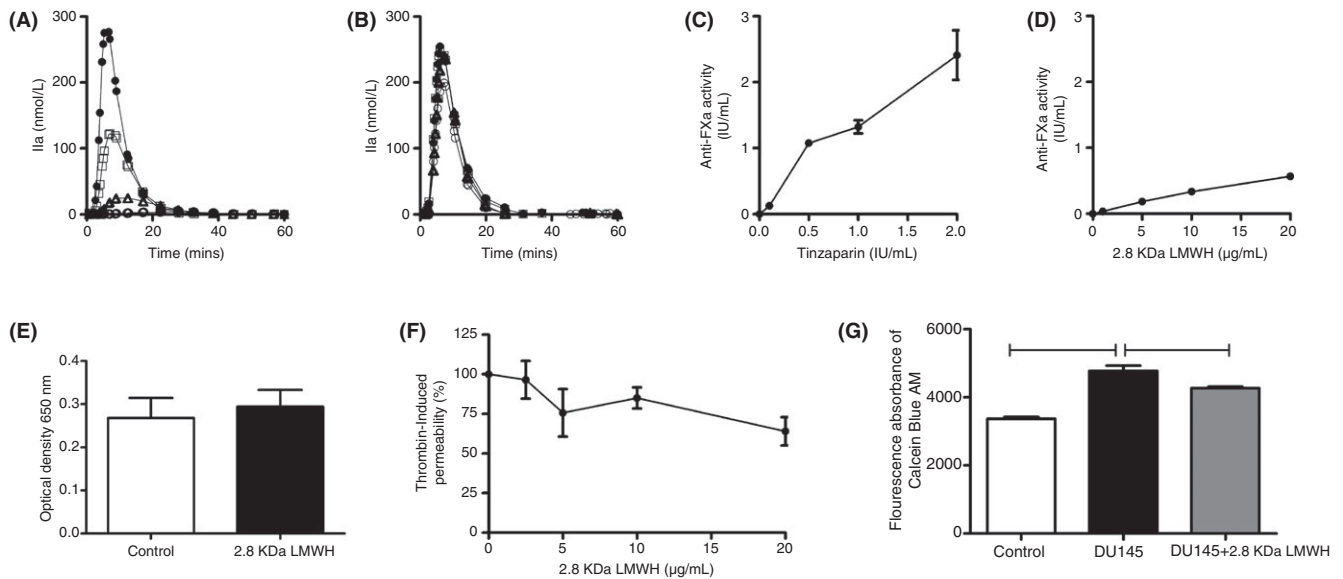 (A)
300
200
100
0
IIa (nmol/L)
0 20 40 60
Time (mins)
(B)
300
200
100
0
IIa (nmol/L)
0 20 40 60
Time (mins)
(C)
3
2
1
0
Anti-FXa activity
(IU/mL)
0.0 0.5 1.0 1.5 2.0
Tinzaparin (IU/mL)
(D)
3
2
1
0
Anti-FXa activity
(IU/mL)
0 5 10 15 20
2.8 KDa LMWH (µg/mL)
(E)
0.4
0.3
0.2
0.1
0.0
Optical density 650 nm
Control 2.8 KDa LMWH
(F)
125
100
75
50
25
0
Thrombin-Induced
permeability (%)
0 5 10 15 20
2.8 KDa LMWH (µg/mL)
(G)
6000
4000
2000
0
Flourescence absorbance of
Calcein Blue AM
Control DU145 DU145+2.8 KDa LMWH